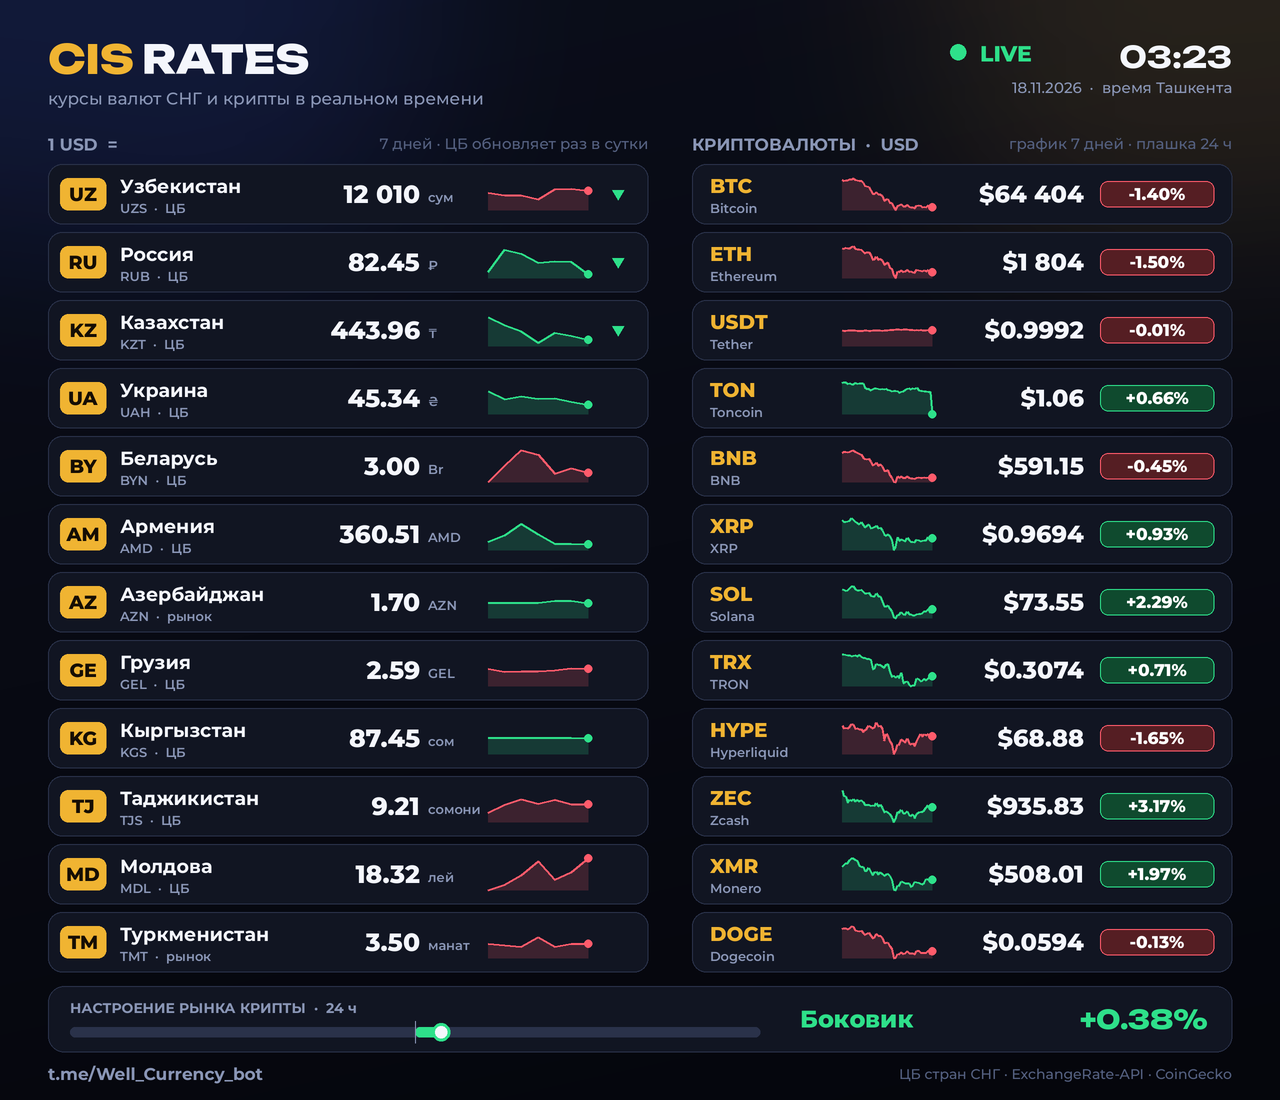 CIS RATES
курсы валют СНГ и крипты в реальном времени
LIVE
03:23
18.11.2026 · время Ташкента
1 USD =
7 дней · ЦБ обновляет раз в сутки
UZ Узбекистан 12 010 сум
UZS · ЦБ
RU Россия 82.45 ₽
RUB · ЦБ
KZ Казахстан 443.96 ₸
KZT · ЦБ
UA Украина 45.34 ₴
UAH · ЦБ
BY Беларусь 3.00 Br
BYN · ЦБ
AM Армения 360.51 AMD
AMD · ЦБ
AZ Азербайджан 1.70 AZN
AZN · рынок
GE Грузия 2.59 GEL
GEL · ЦБ
KG Кыргызстан 87.45 сом
KGS · ЦБ
TJ Таджикистан 9.21 сомони
TJS · ЦБ
MD Молдова 18.32 лей
MDL · ЦБ
TM Туркменистан 3.50 манат
TMT · рынок
КРИПТОВАЛЮТЫ · USD
график 7 дней · плашка 24 ч
BTC $64 404 -1.40%
Bitcoin
ETH $1 804 -1.50%
Ethereum
USDT $0.9992 -0.01%
Tether
TON $1.06 +0.66%
Toncoin
BNB $591.15 -0.45%
BNB
XRP $0.9694 +0.93%
XRP
SOL $73.55 +2.29%
Solana
TRX $0.3074 +0.71%
TRON
HYPE $68.88 -1.65%
Hyperliquid
ZEC $935.83 +3.17%
Zcash
XMR $508.01 +1.97%
Monero
DOGE $0.0594 -0.13%
Dogecoin
НАСТРОЕНИЕ РЫНКА КРИПТЫ · 24 ч
Боковик
+0.38%
t.me/Well_Currency_bot
ЦБ стран СНГ · ExchangeRate-API · CoinGecko